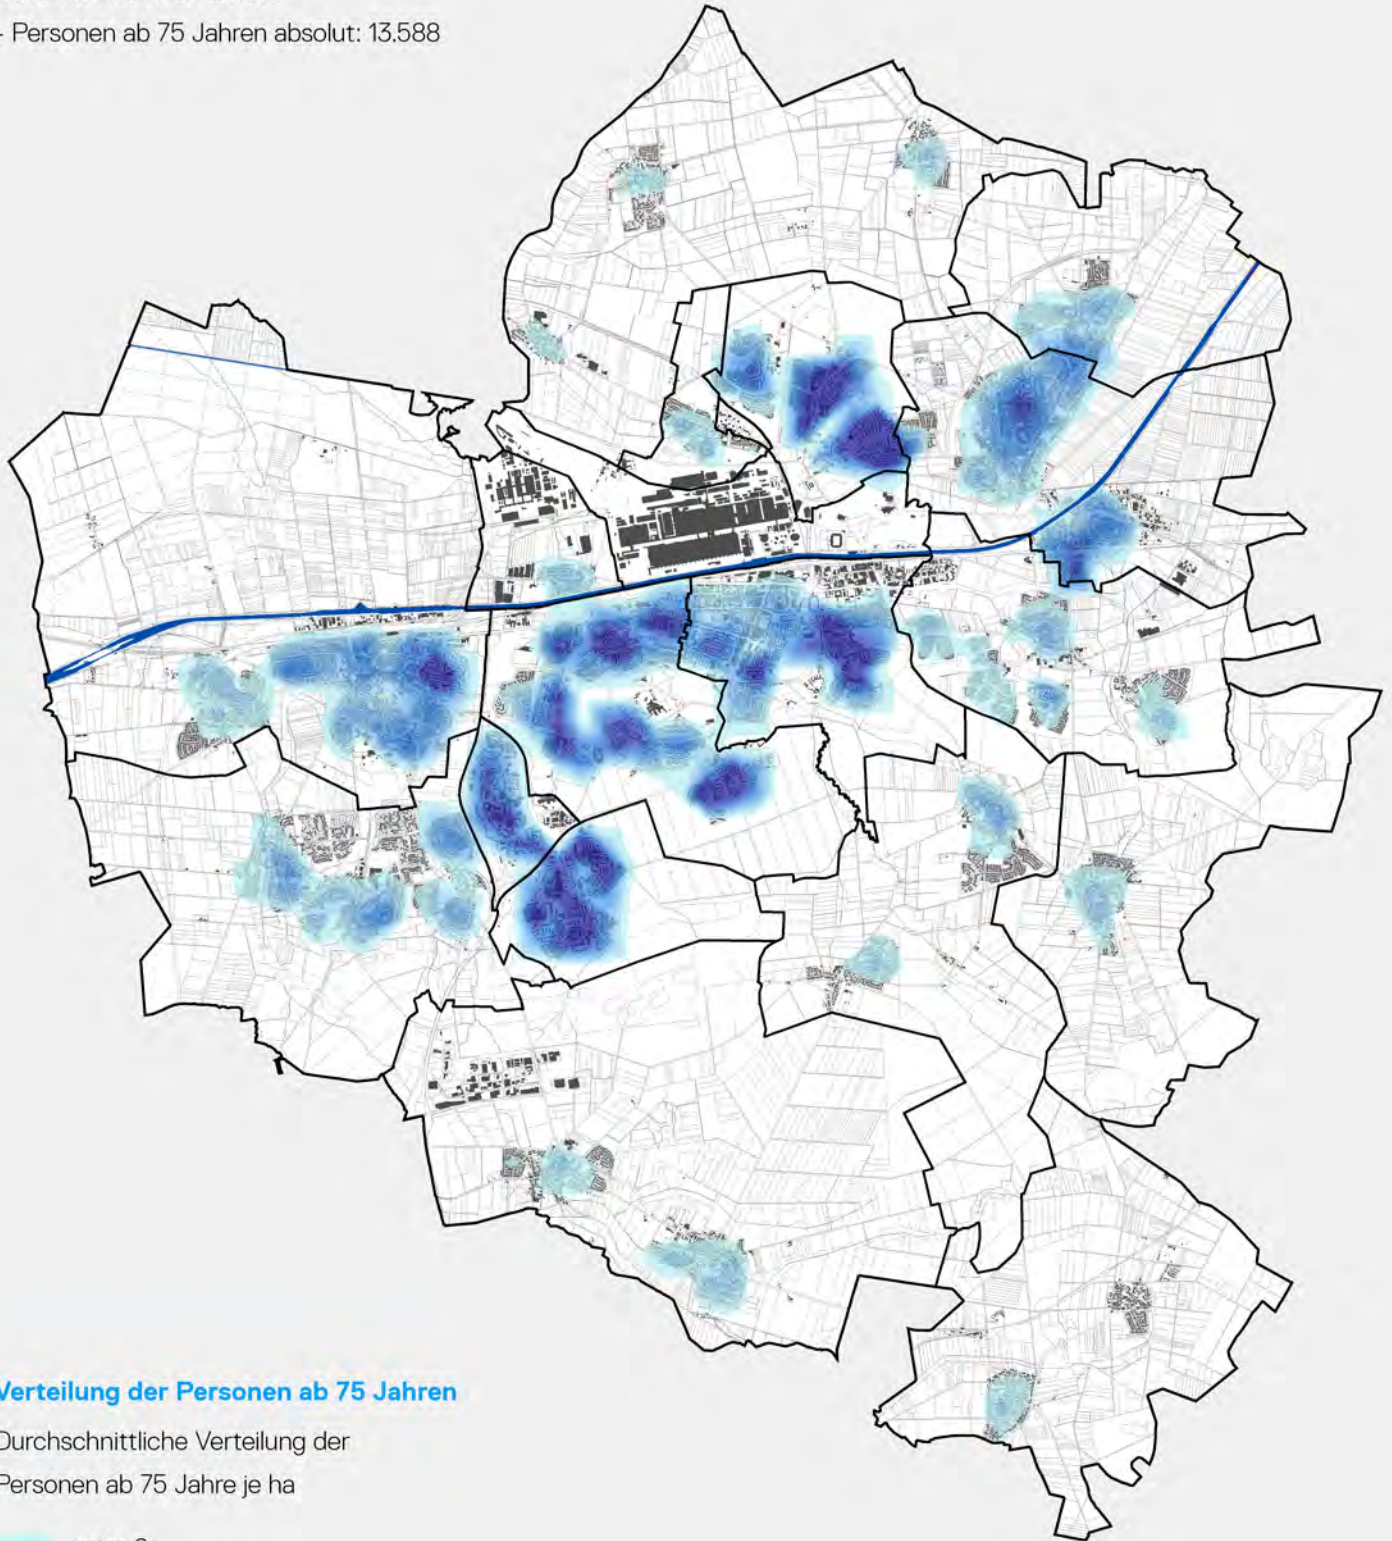 - Personen ab 75 Jahren absolut: 13.588
Verteilung der Personen ab 75 Jahren
Durchschnittliche Verteilung der
Personen ab 75 Jahre je ha